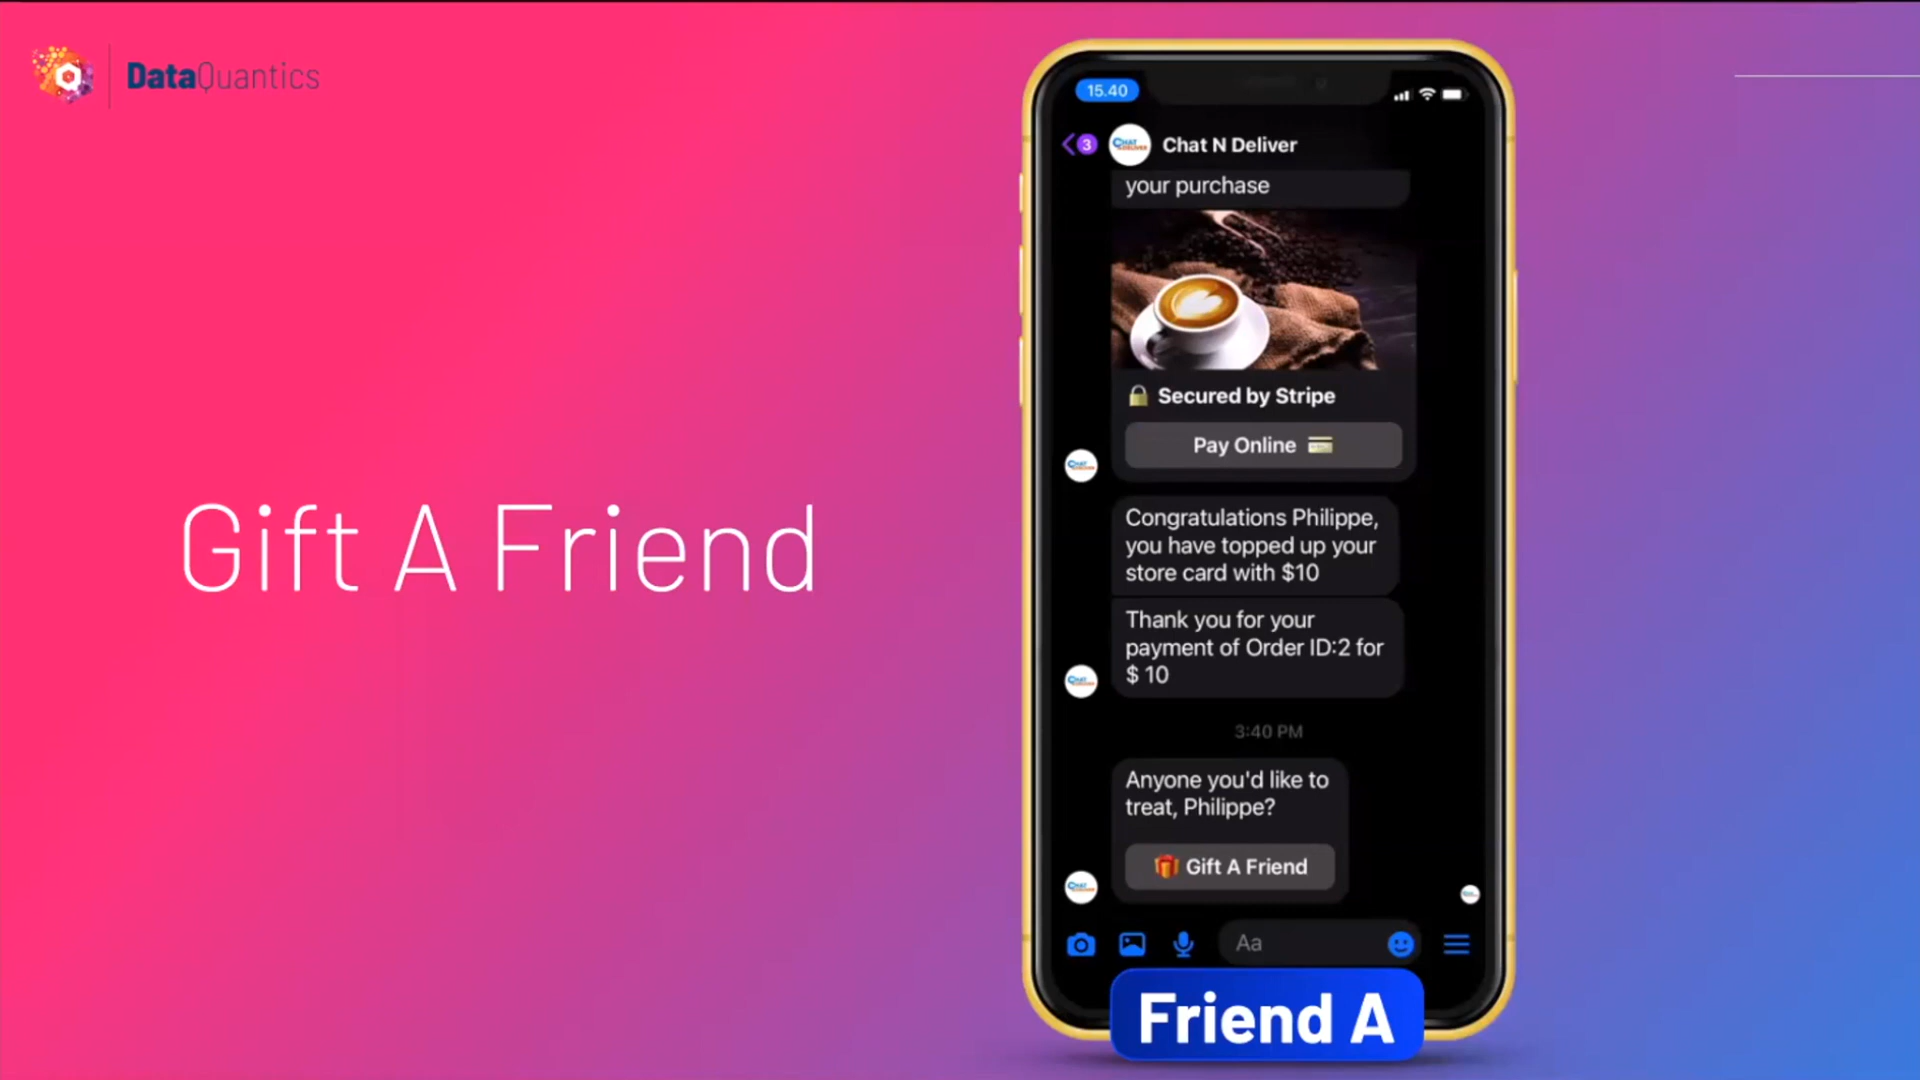 DataQuantics
Gift A Friend
15.40
3
Chat N Deliver
your purchase
Secured by Stripe
Pay Online
Congratulations Philippe,
you have topped up your
store card with $10
Thank you for your
payment of Order ID:2 for
$ 10
3:40 PM
Anyone you'd like to
treat, Philippe?
Gift A Friend
Aa
Friend A